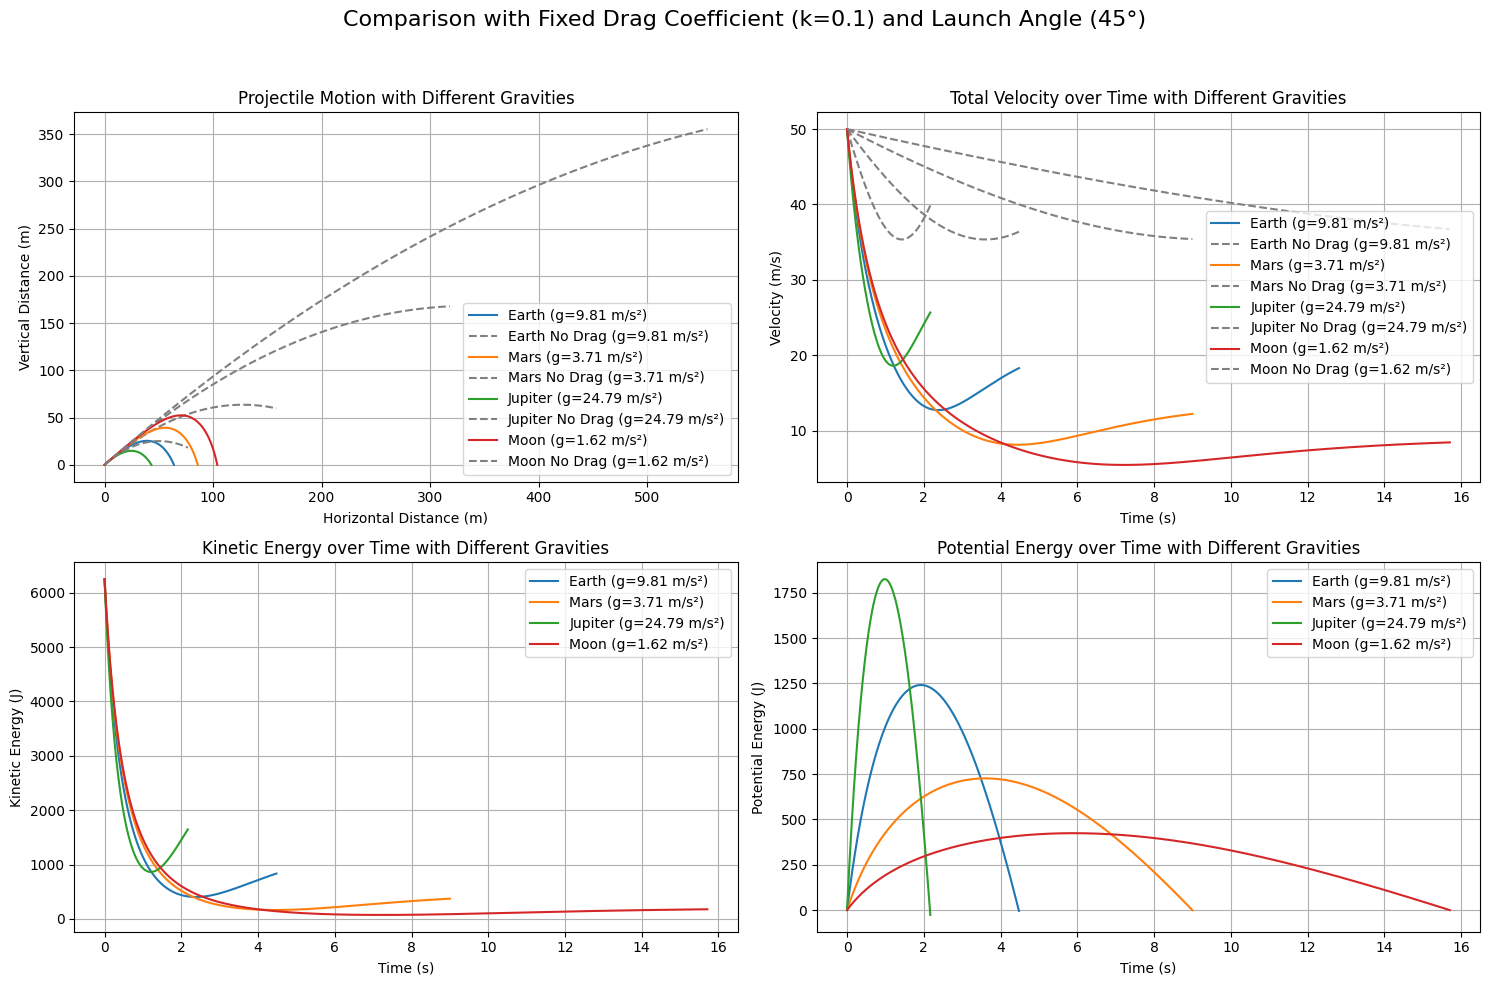 Comparison with Fixed Drag Coefficient (k=0.1) and Launch Angle (45°)
Projectile Motion with Different Gravities
Vertical Distance (m)
350
300
250
200
150
100
50
0
Earth (g=9.81 m/s²)
Earth No Drag (g=9.81 m/s²)
Mars (g=3.71 m/s²)
Mars No Drag (g=3.71 m/s²)
Jupiter (g=24.79 m/s²)
Jupiter No Drag (g=24.79 m/s²)
Moon (g=1.62 m/s²)
Moon No Drag (g=1.62 m/s²)
0 100 200 300 400 500
Horizontal Distance (m)
Total Velocity over Time with Different Gravities
Velocity (m/s)
50
40
30
20
10
Earth (g=9.81 m/s²)
Earth No Drag (g=9.81 m/s²)
Mars (g=3.71 m/s²)
Mars No Drag (g=3.71 m/s²)
Jupiter (g=24.79 m/s²)
Jupiter No Drag (g=24.79 m/s²)
Moon (g=1.62 m/s²)
Moon No Drag (g=1.62 m/s²)
0 2 4 6 8 10 12 14 16
Time (s)
Kinetic Energy over Time with Different Gravities
Kinetic Energy (J)
6000
5000
4000
3000
2000
1000
0
Earth (g=9.81 m/s²)
Mars (g=3.71 m/s²)
Jupiter (g=24.79 m/s²)
Moon (g=1.62 m/s²)
0 2 4 6 8 10 12 14 16
Time (s)
Potential Energy over Time with Different Gravities
Potential Energy (J)
1750
1500
1250
1000
750
500
250
0
Earth (g=9.81 m/s²)
Mars (g=3.71 m/s²)
Jupiter (g=24.79 m/s²)
Moon (g=1.62 m/s²)
0 2 4 6 8 10 12 14 16
Time (s)